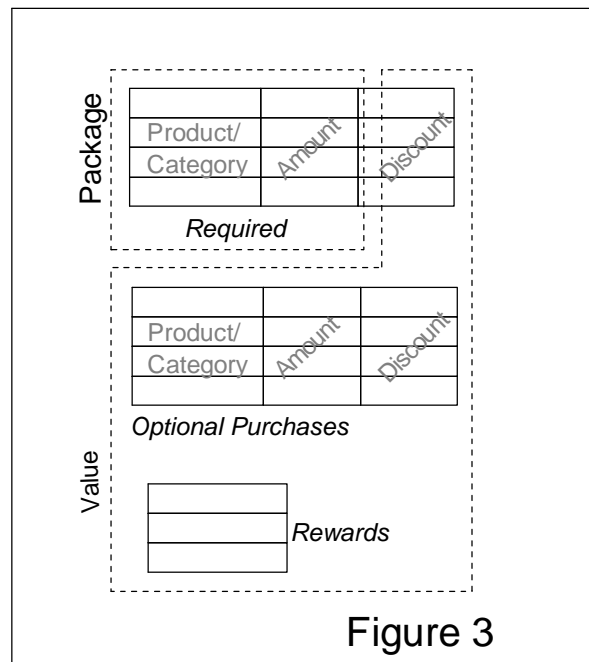 Package
Product/
Category
Amount
Discount
Required
Product/
Category
Amount
Discount
Optional Purchases
Value
Rewards
Figure 3